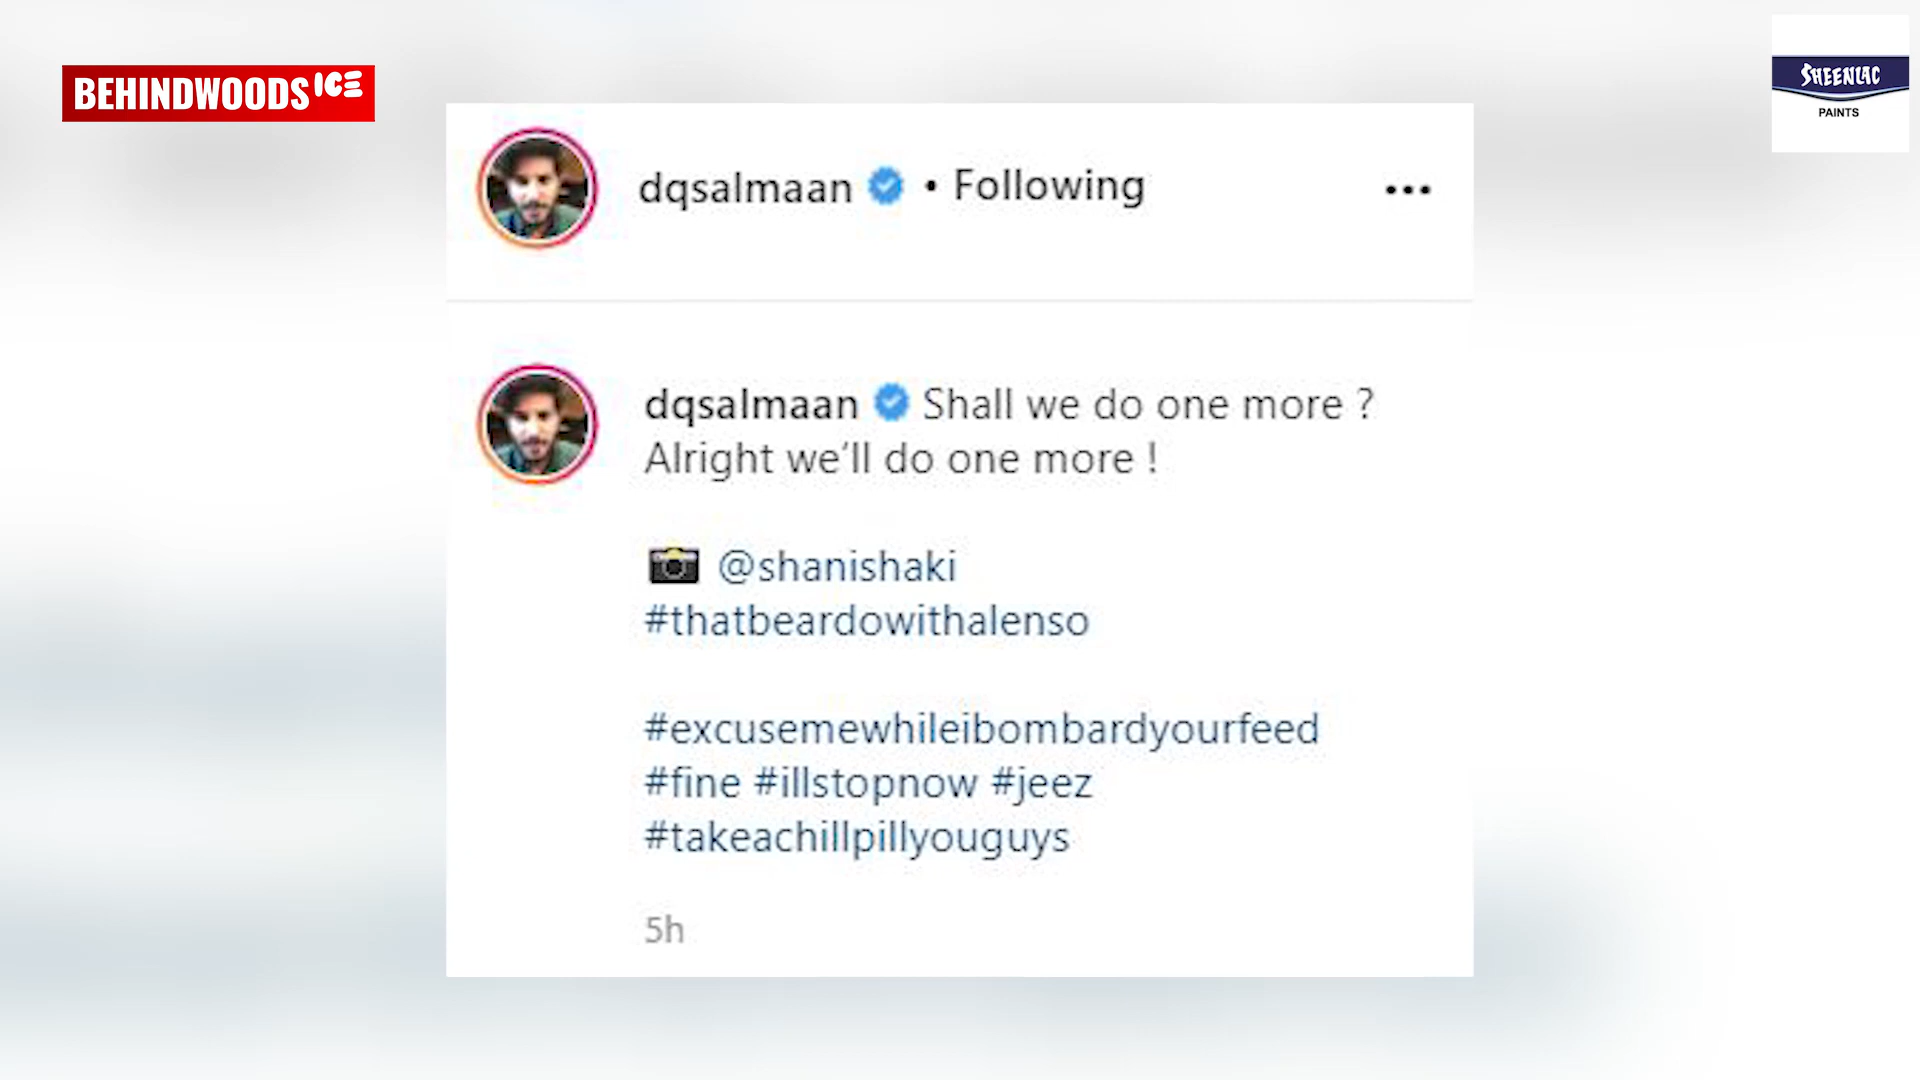 BEHINDWOODS ICE
SHEENLAC
PAINTS
dqsalmaan • Following
dqsalmaan Shall we do one more ?
Alright we'll do one more !
@shanishaki
#thatbeardowithalenso
#excusemewhileibombardyourfeed
#fine #illstopnow #jeez
#takeachillpillyouguys
5h